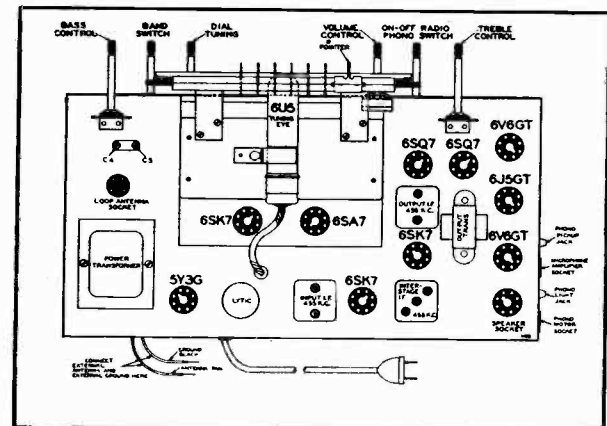 BASS CONTROL
BAND SWITCH
DIAL TUNING
VOLUME CONTROL
POINTER
ON-OFF RADIO PHONO SWITCH
TREBLE CONTROL
6U5
TUNING EYE
C4
C5
LOOP ANTENNA SOCKET
6SQ7
6SQ7
6V6GT
6J5GT
OUTPUT I.F.
455 K.C.
OUTPUT TRANS
6SK7
6SA7
6SK7
6V6GT
PHONO PICKUP JACK
MICROPHONE AMPLIFIER SOCKET
PHONO LIGHT JACK
PHONO MOTOR SOCKET
POWER TRANSFORMER
5Y3G
LYTIC
INPUT I.F.
455 K.C.
6SK7
INTER-STAGE I.F.
455 K.C.
SPEAKER SOCKET
CONNECT EXTERNAL ANTENNA AND EXTERNAL GROUND HERE
GROUND BLACK
ANTENNA